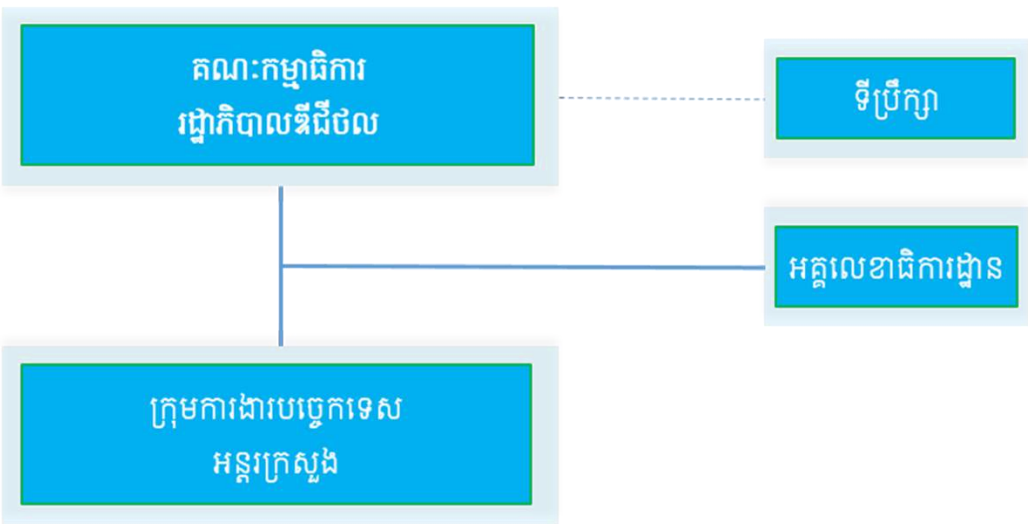 គណៈកម្មាធិការ
រដ្ឋាភិបាលឌីជីថល
ទីប្រឹក្សា
អគ្គលេខាធិការដ្ឋាន
ក្រុមការងារបច្ចេកទេស
អន្តរក្រសួង